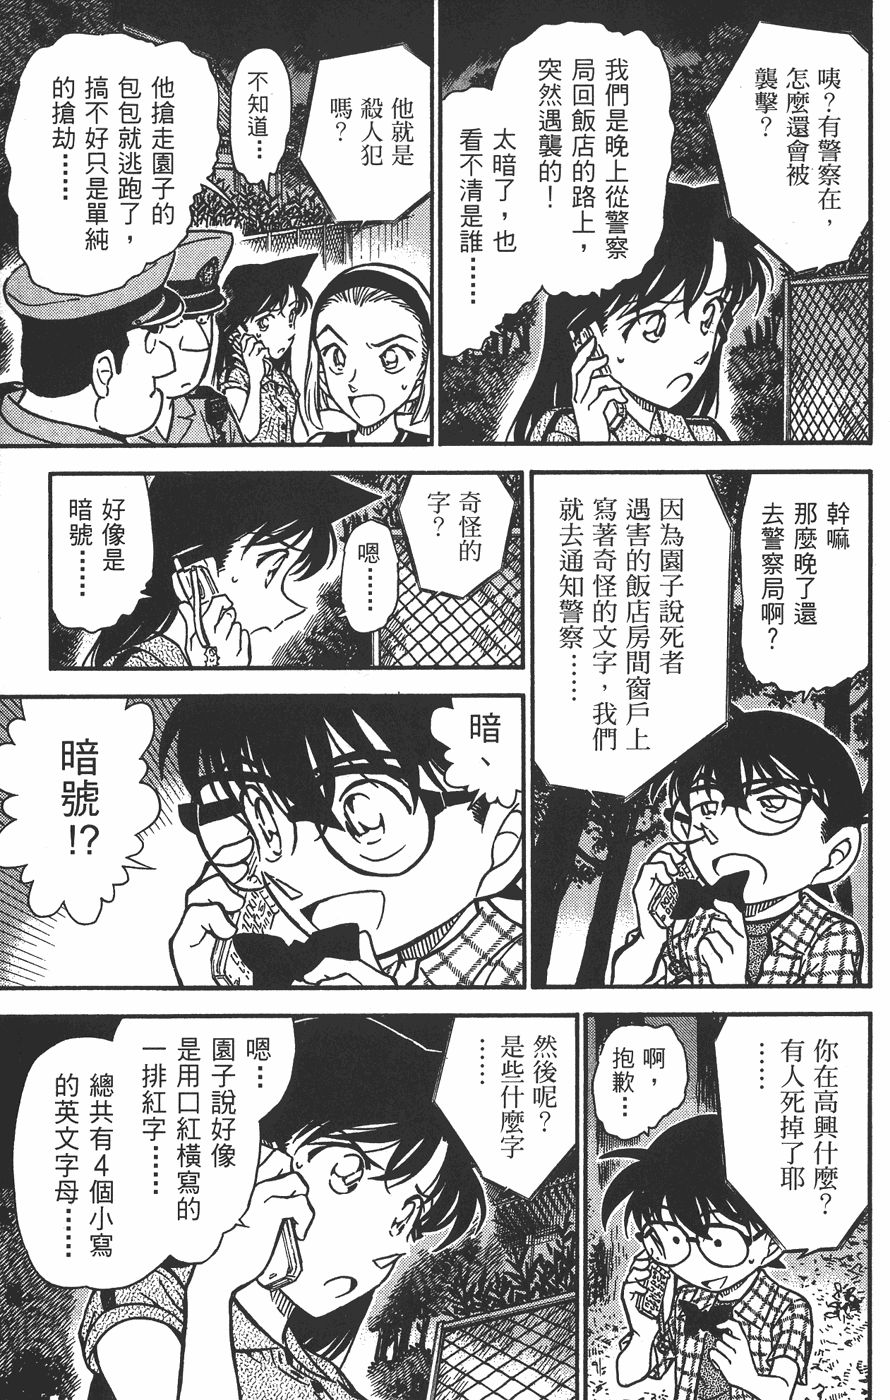 咦？有警察在，
怎麼還會被
襲擊？
我們是晚上從警察
局回飯店的路上，
突然遇襲的！
太暗了，也
看不清是誰……
他就是
殺人犯
嗎？
不知道…
他搶走園子的
包包就逃跑了，
搞不好只是單純
的搶劫……
幹嘛
那麼晚了還
去警察局啊？
因為園子說死者
遇害的飯店房間窗戶上
寫著奇怪的文字，我們
就去通知警察……
奇怪的
字？
嗯……
好像是
暗號……
暗、
暗號!?
你在高興什麼？
有人死掉了耶
……
啊，
抱歉…
然後呢？
是些什麼字
……
嗯…
園子說好像
是用口紅橫寫的
一排紅字……
總共有4個小寫
的英文字母……